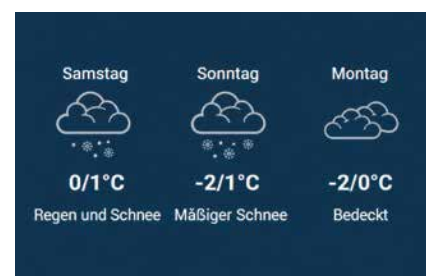 Samstag Sonntag Montag
0/1°C -2/1°C -2/0°C
Regen und Schnee Mäßiger Schnee Bedeckt